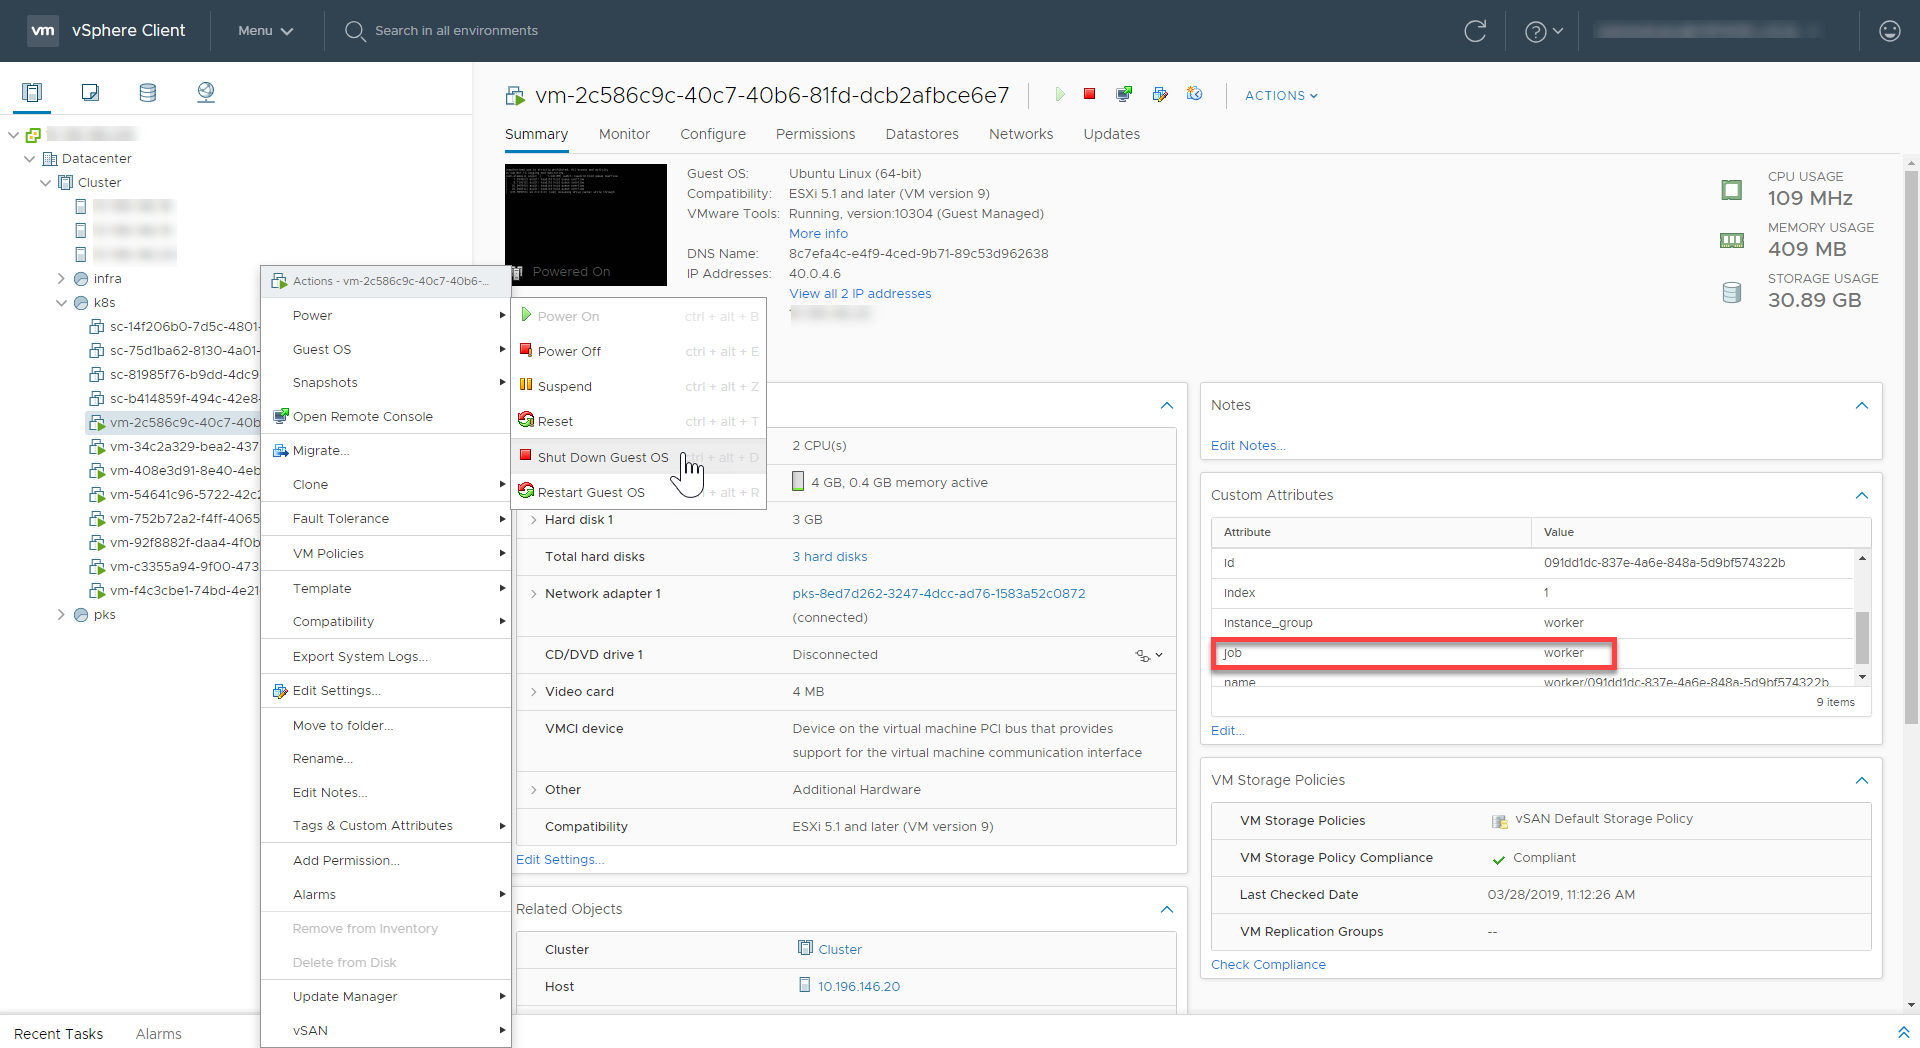 vm vSphere Client Menu Search in all environments
vm-2c586c9c-40c7-40b6-81fd-dcb2afbce6e7 ACTIONS
Summary Monitor Configure Permissions Datastores Networks Updates
Datacenter
Cluster
infra
k8s
sc-14f206b0-7d5c-4801-
sc-75d1ba62-8130-4a01-
sc-81985f76-b9dd-4dc9
sc-b414859f-494c-42e8-
vm-2c586c9c-40c7-40b
vm-34c2a329-bea2-437
vm-408e3d91-8e40-4eb
vm-54641c96-5722-42c2
vm-752b72a2-f4ff-4065
vm-92f8882f-daa4-4f0b
vm-c3355a94-9f00-473
vm-f4c3cbe1-74bd-4e21
pks
Powered On
Guest OS: Ubuntu Linux (64-bit)
Compatibility: ESXi 5.1 and later (VM version 9)
VMware Tools: Running, version:10304 (Guest Managed)
More info
DNS Name: 8c7efa4c-e4f9-4ced-9b71-89c53d962638
IP Addresses: 40.0.4.6
View all 2 IP addresses
CPU USAGE
109 MHz
MEMORY USAGE
409 MB
STORAGE USAGE
30.89 GB
Actions - vm-2c586c9c-40c7-40b6-...
Power
Guest OS
Snapshots
Open Remote Console
Migrate...
Clone
Fault Tolerance
VM Policies
Template
Compatibility
Export System Logs...
Edit Settings...
Move to folder...
Rename...
Edit Notes...
Tags & Custom Attributes
Add Permission...
Alarms
Remove from Inventory
Delete from Disk
Update Manager
vSAN
Power On ctrl + alt + B
Power Off ctrl + alt + E
Suspend ctrl + alt + Z
Reset ctrl + alt + T
Shut Down Guest OS + alt + D
Restart Guest OS + alt + R
2 CPU(s)
4 GB, 0.4 GB memory active
Hard disk 1 3 GB
Total hard disks 3 hard disks
Network adapter 1 pks-8ed7d262-3247-4dcc-ad76-1583a52c0872
(connected)
CD/DVD drive 1 Disconnected
Video card 4 MB
VMCI device Device on the virtual machine PCI bus that provides
support for the virtual machine communication interface
Other Additional Hardware
Compatibility ESXi 5.1 and later (VM version 9)
Edit Settings...
Related Objects
Cluster Cluster
Host 10.196.146.20
Notes
Edit Notes...
Custom Attributes
Attribute Value
id 091dd1dc-837e-4a6e-848a-5d9bf574322b
index 1
instance_group worker
job worker
name worker/091dd1dc-837e-4a6e-848a-5d9bf574322b
9 items
Edit...
VM Storage Policies
VM Storage Policies vSAN Default Storage Policy
VM Storage Policy Compliance Compliant
Last Checked Date 03/28/2019, 11:12:26 AM
VM Replication Groups --
Check Compliance
Recent Tasks Alarms